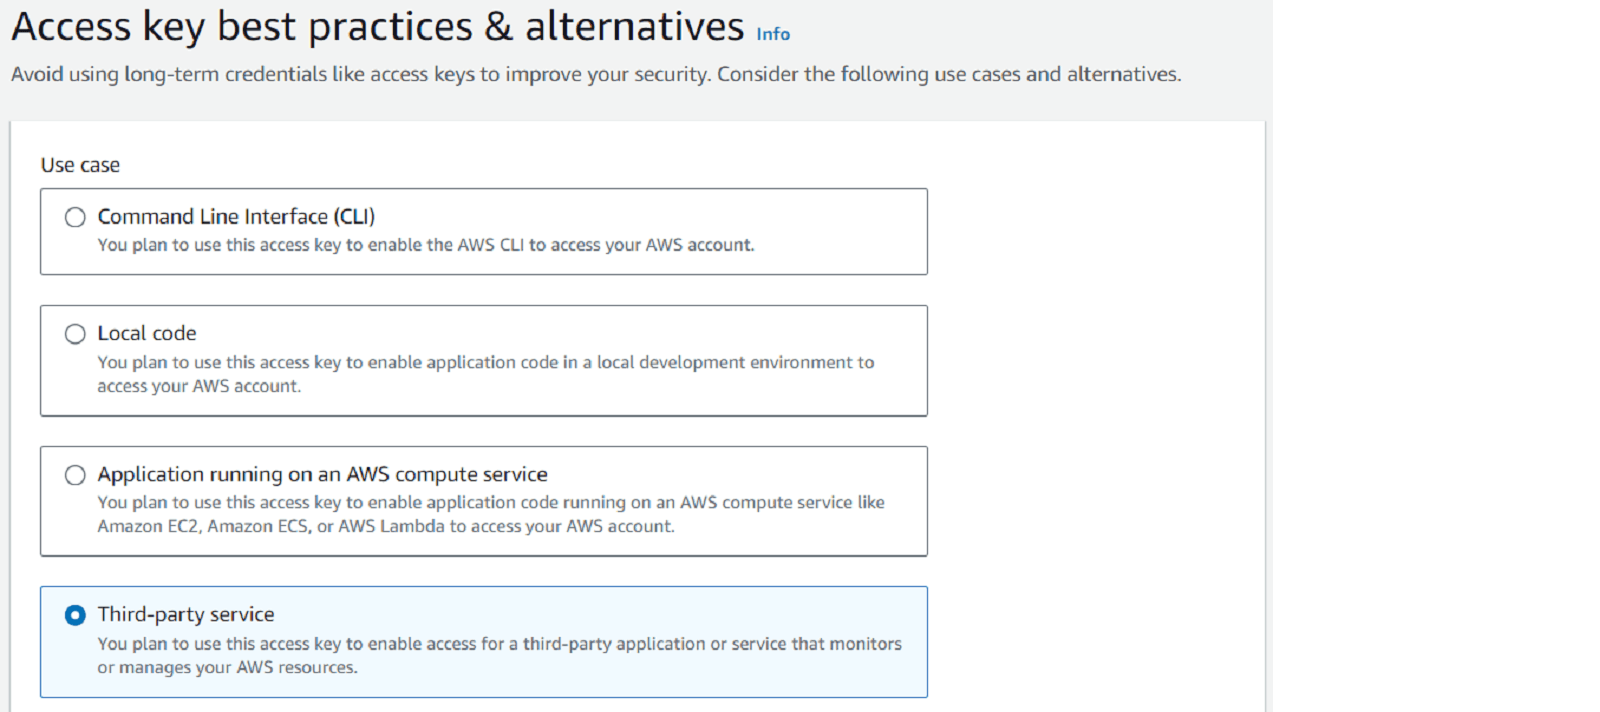 Access key best practices & alternatives Info
Avoid using long-term credentials like access keys to improve your security. Consider the following use cases and alternatives.
Use case
Command Line Interface (CLI)
You plan to use this access key to enable the AWS CLI to access your AWS account.
Local code
You plan to use this access key to enable application code in a local development environment to
access your AWS account.
Application running on an AWS compute service
You plan to use this access key to enable application code running on an AWS compute service like
Amazon EC2, Amazon ECS, or AWS Lambda to access your AWS account.
Third-party service
You plan to use this access key to enable access for a third-party application or service that monitors
or manages your AWS resources.